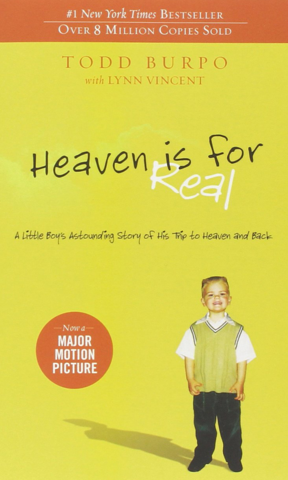 #1 New York Times BESTSELLER
OVER 8 MILLION COPIES SOLD
TODD BURPO
with LYNN VINCENT
Heaven is for
Real
A Little Boy's Astounding Story of His Trip to Heaven and Back
Now a
MAJOR
MOTION
PICTURE